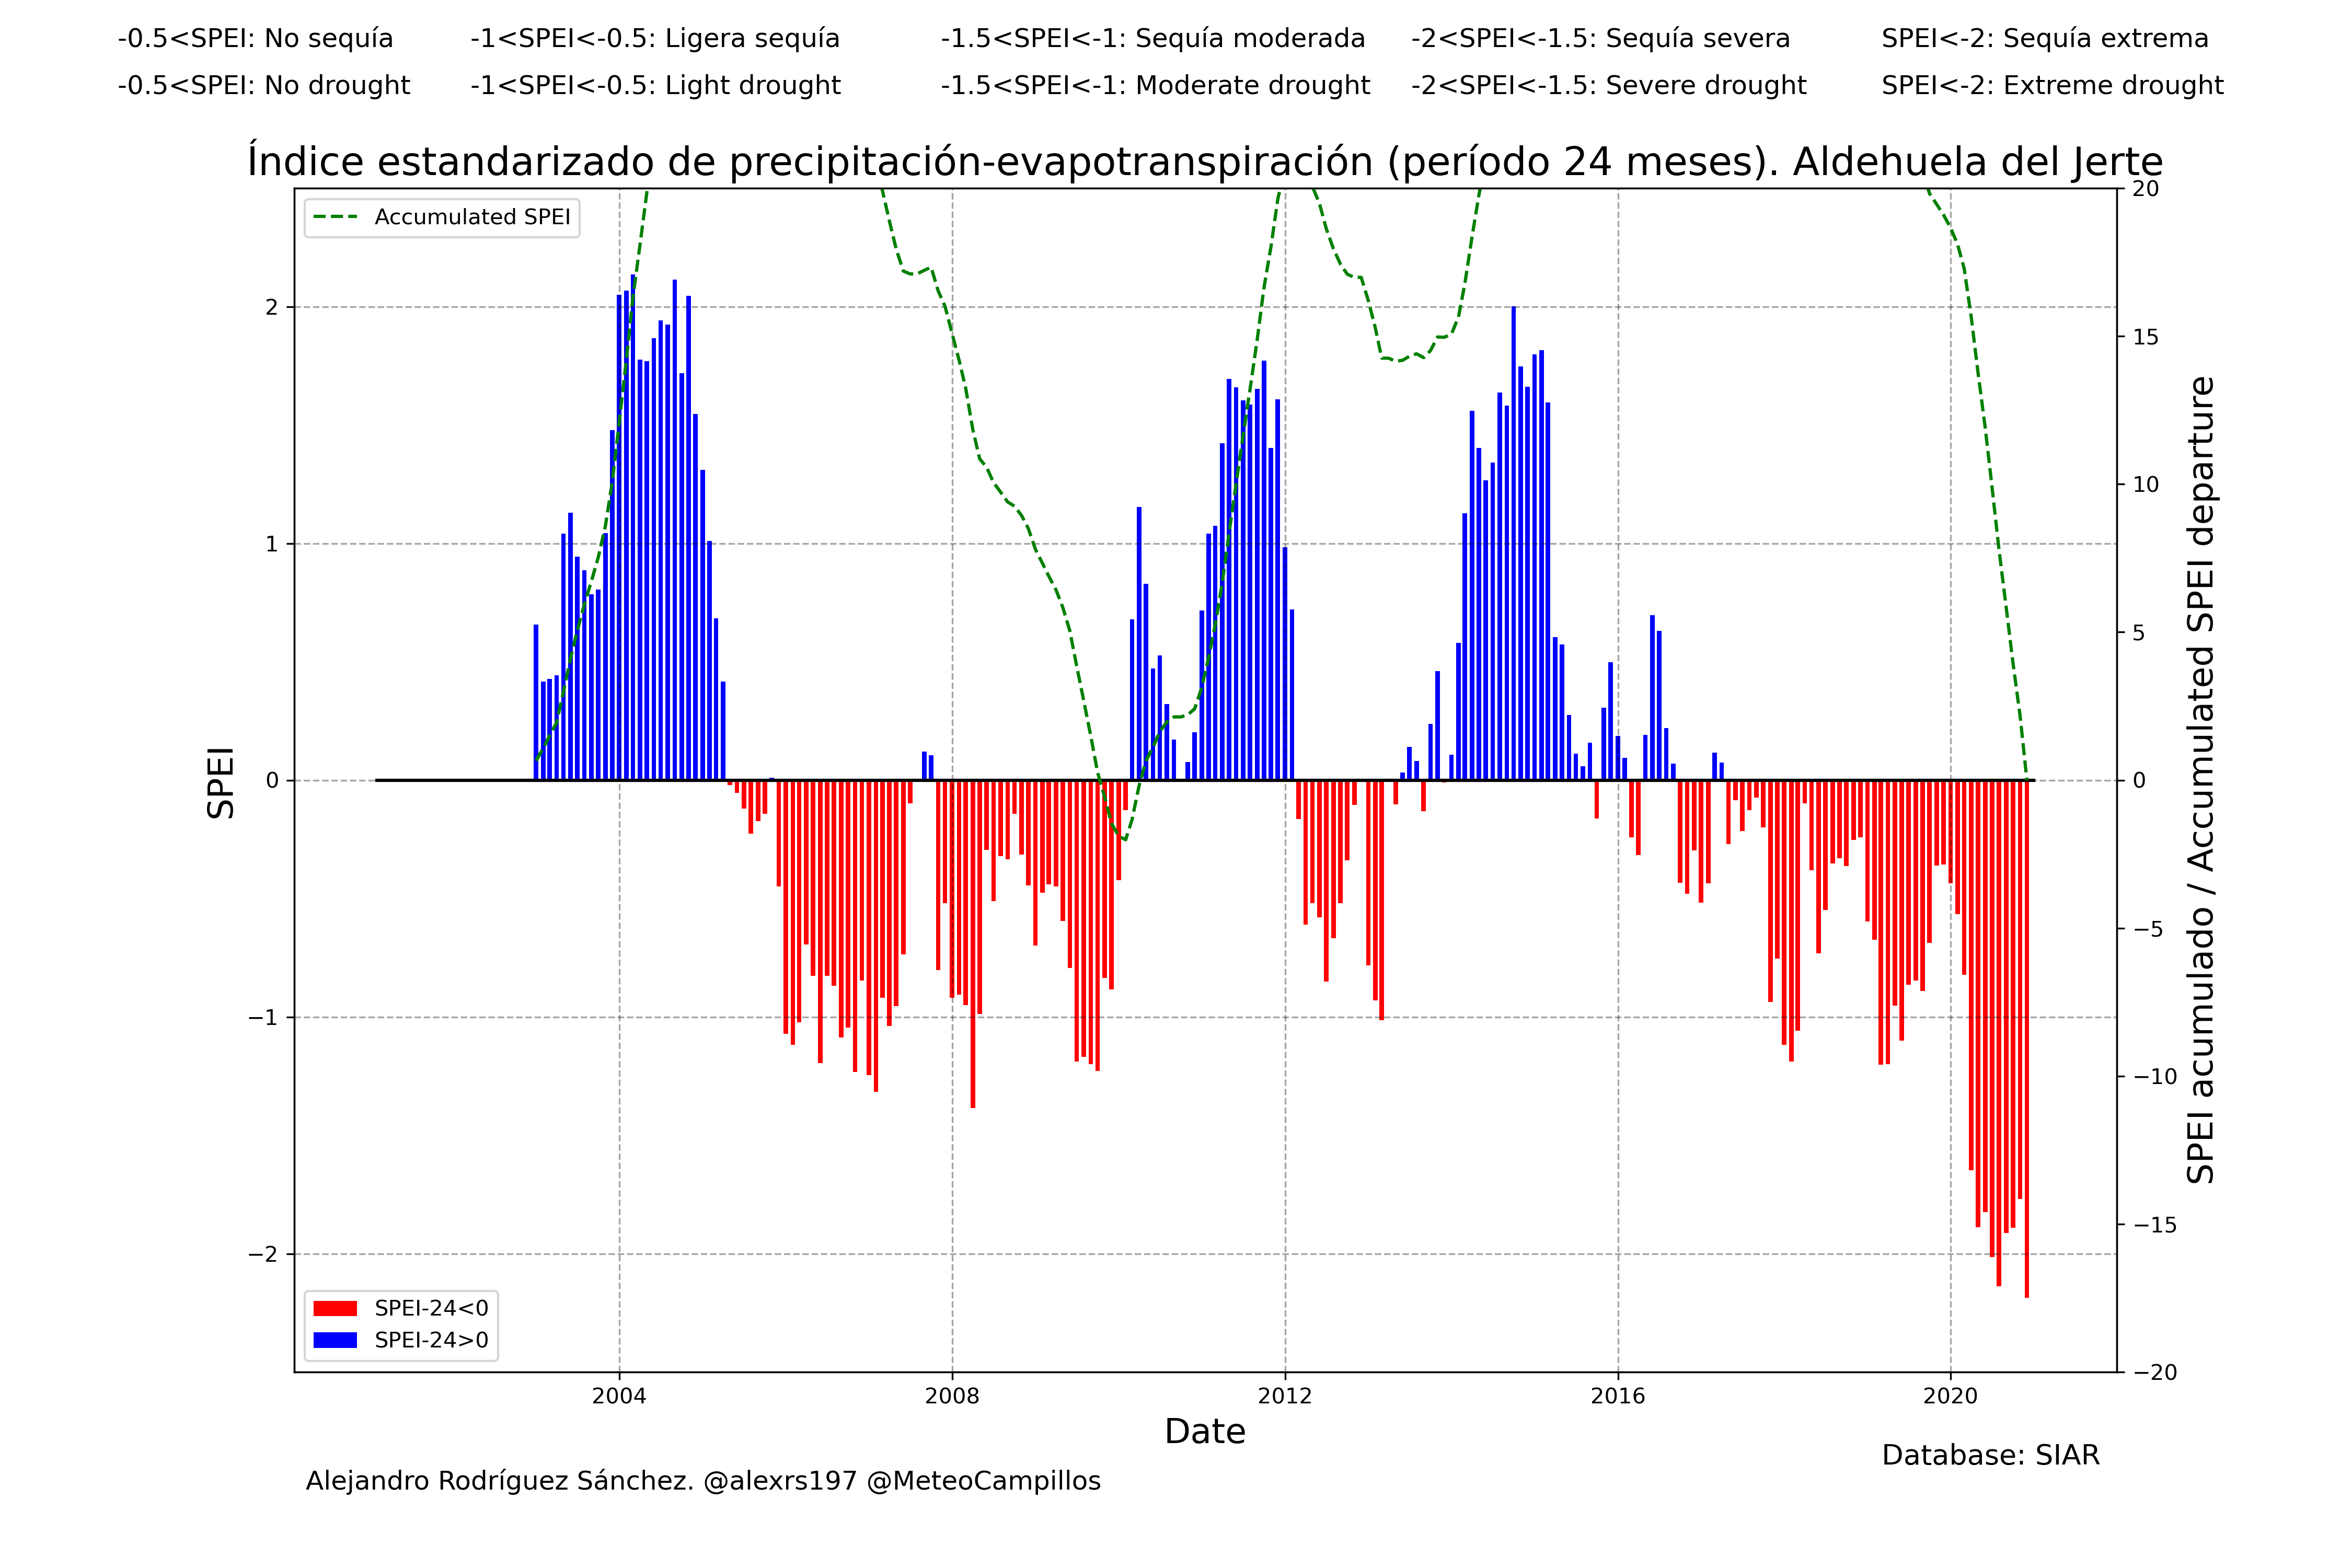 -0.5<SPEI: No sequía
-1<SPEI<-0.5: Ligera sequía
-1.5<SPEI<-1: Sequía moderada
-2<SPEI<-1.5: Sequía severa
SPEI<-2: Sequía extrema
-0.5<SPEI: No drought
-1<SPEI<-0.5: Light drought
-1.5<SPEI<-1: Moderate drought
-2<SPEI<-1.5: Severe drought
SPEI<-2: Extreme drought
Índice estandarizado de precipitación-evapotranspiración (período 24 meses). Aldehuela del Jerte
Accumulated SPEI
2
1
0
−1
−2
SPEI
20
15
10
5
0
−5
−10
−15
−20
SPEI acumulado / Accumulated SPEI departure
SPEI-24<0
SPEI-24>0
2004
2008
2012
2016
2020
Date
Database: SIAR
Alejandro Rodríguez Sánchez. @alexrs197 @MeteoCampillos